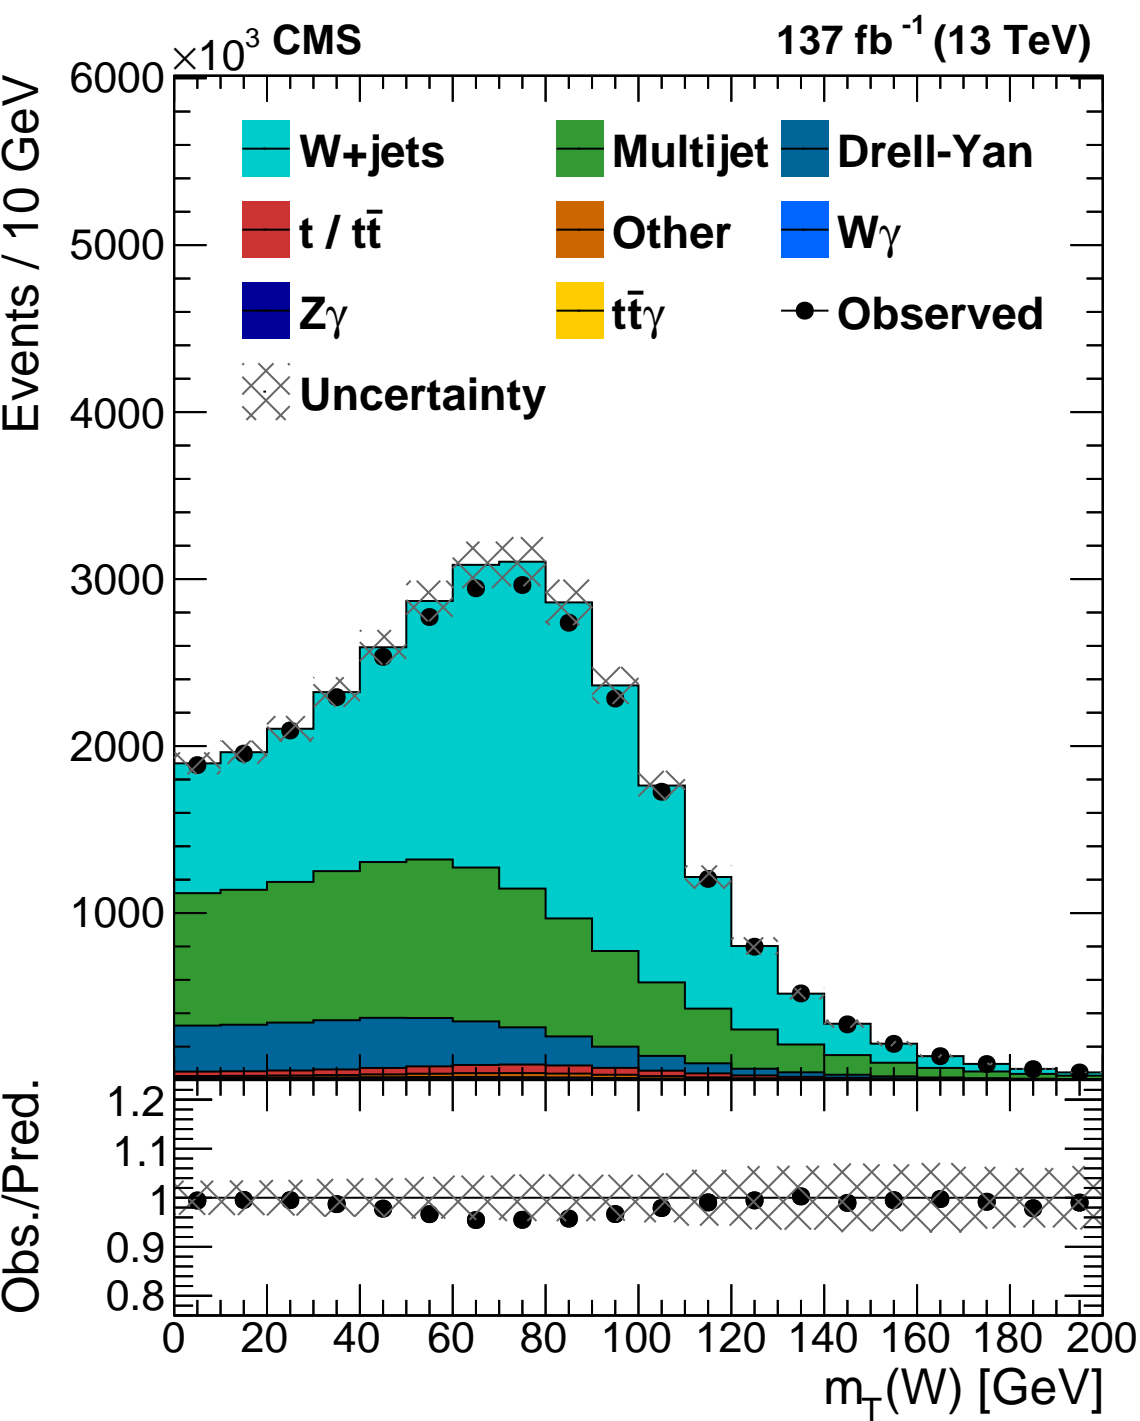 ×10³ CMS 137 fb⁻¹ (13 TeV)
Events / 10 GeV
6000
5000
4000
3000
2000
1000
W+jets Multijet Drell-Yan
t / tt̄ Other Wγ
Zγ tt̄γ Observed
Uncertainty
Obs./Pred.
1.2
1.1
1
0.9
0.8
0 20 40 60 80 100 120 140 160 180 200
m_T(W) [GeV]